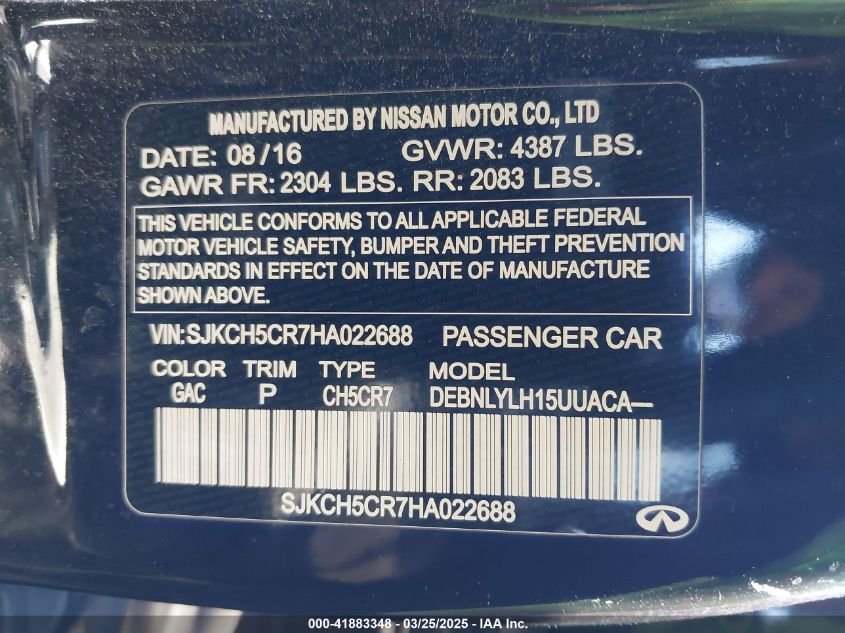 MANUFACTURED BY NISSAN MOTOR CO., LTD
DATE: 08/16 GVWR: 4387 LBS.
GAWR FR: 2304 LBS. RR: 2083 LBS.
THIS VEHICLE CONFORMS TO ALL APPLICABLE FEDERAL
MOTOR VEHICLE SAFETY, BUMPER AND THEFT PREVENTION
STANDARDS IN EFFECT ON THE DATE OF MANUFACTURE
SHOWN ABOVE.
VIN:SJKCH5CR7HA022688 PASSENGER CAR
COLOR TRIM TYPE MODEL
GAC P CH5CR7 DEBNLYLH15UUACA—
SJKCH5CR7HA022688
000-41883348 - 03/25/2025 - IAA Inc.